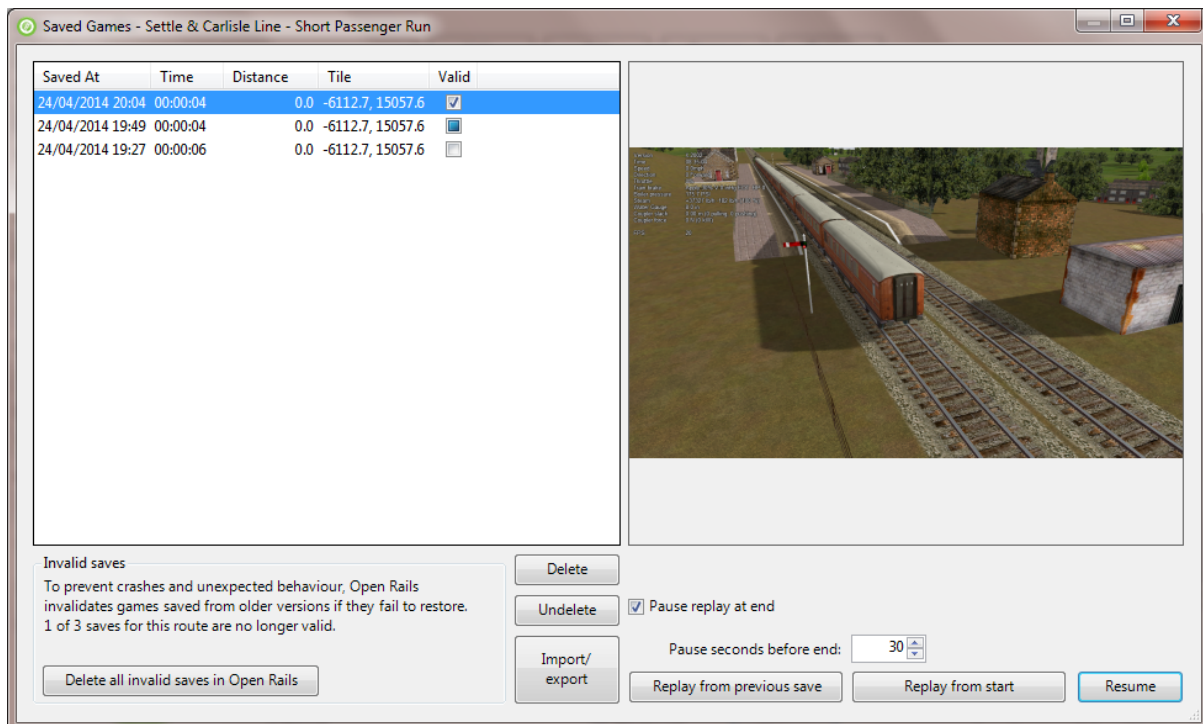 Saved Games - Settle & Carlisle Line - Short Passenger Run
Saved At Time Distance Tile Valid
24/04/2014 20:04 00:00:04 0.0 -6112.7, 15057.6
24/04/2014 19:49 00:00:04 0.0 -6112.7, 15057.6
24/04/2014 19:27 00:00:06 0.0 -6112.7, 15057.6
Invalid saves
To prevent crashes and unexpected behaviour, Open Rails
invalidates games saved from older versions if they fail to restore.
1 of 3 saves for this route are no longer valid.
Delete all invalid saves in Open Rails
Delete
Undelete
Import/
export
Pause replay at end
Pause seconds before end: 30
Replay from previous save Replay from start Resume